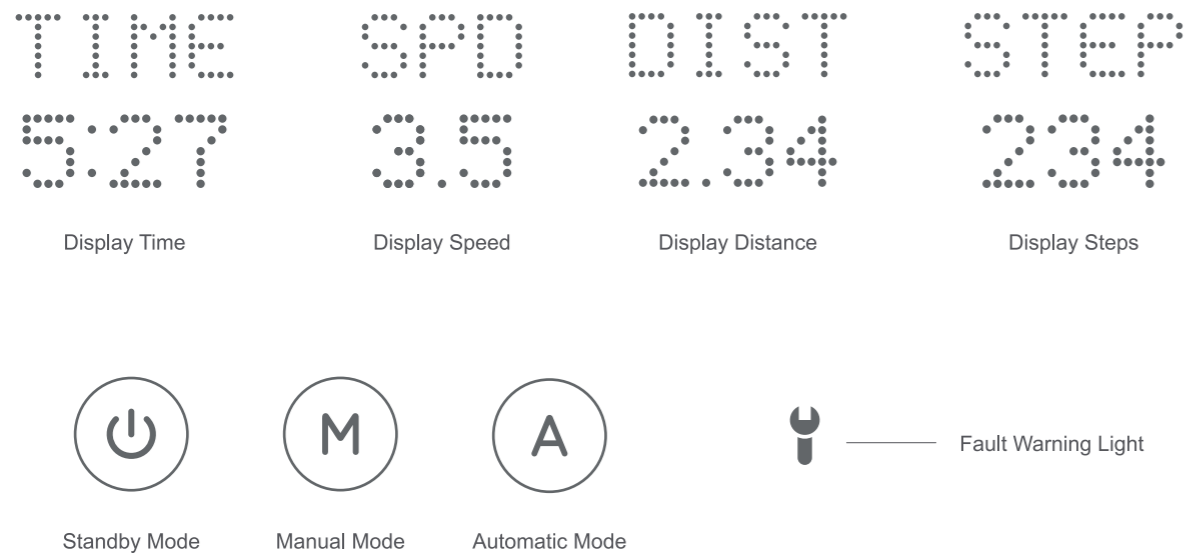 TIME SPD DIST STEP
5:27 3.5 2.34 234
Display Time Display Speed Display Distance Display Steps
M A
Fault Warning Light
Standby Mode Manual Mode Automatic Mode